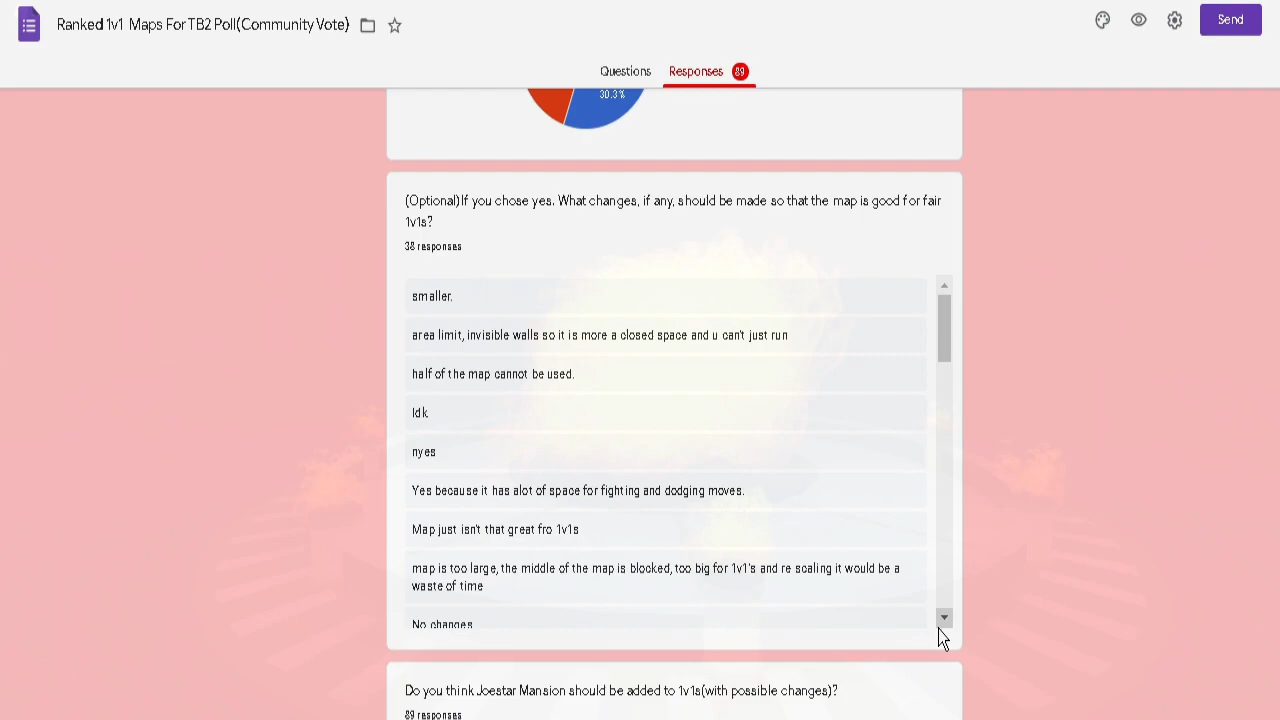 Ranked 1v1 Maps For TB2 Poll(Community Vote)
Send
Questions
Responses
89
30.3%
(Optional)If you chose yes. What changes, if any, should be made so that the map is good for fair
1v1s?
38 responses
smaller.
area limit, invisible walls so it is more a closed space and u can't just run
half of the map cannot be used.
Idk
nyes
Yes because it has alot of space for fighting and dodging moves.
Map just isn't that great fro 1v1s
map is too large, the middle of the map is blocked, too big for 1v1's and re scaling it would be a
waste of time
No changes
Do you think Joestar Mansion should be added to 1v1s(with possible changes)?
89 responses